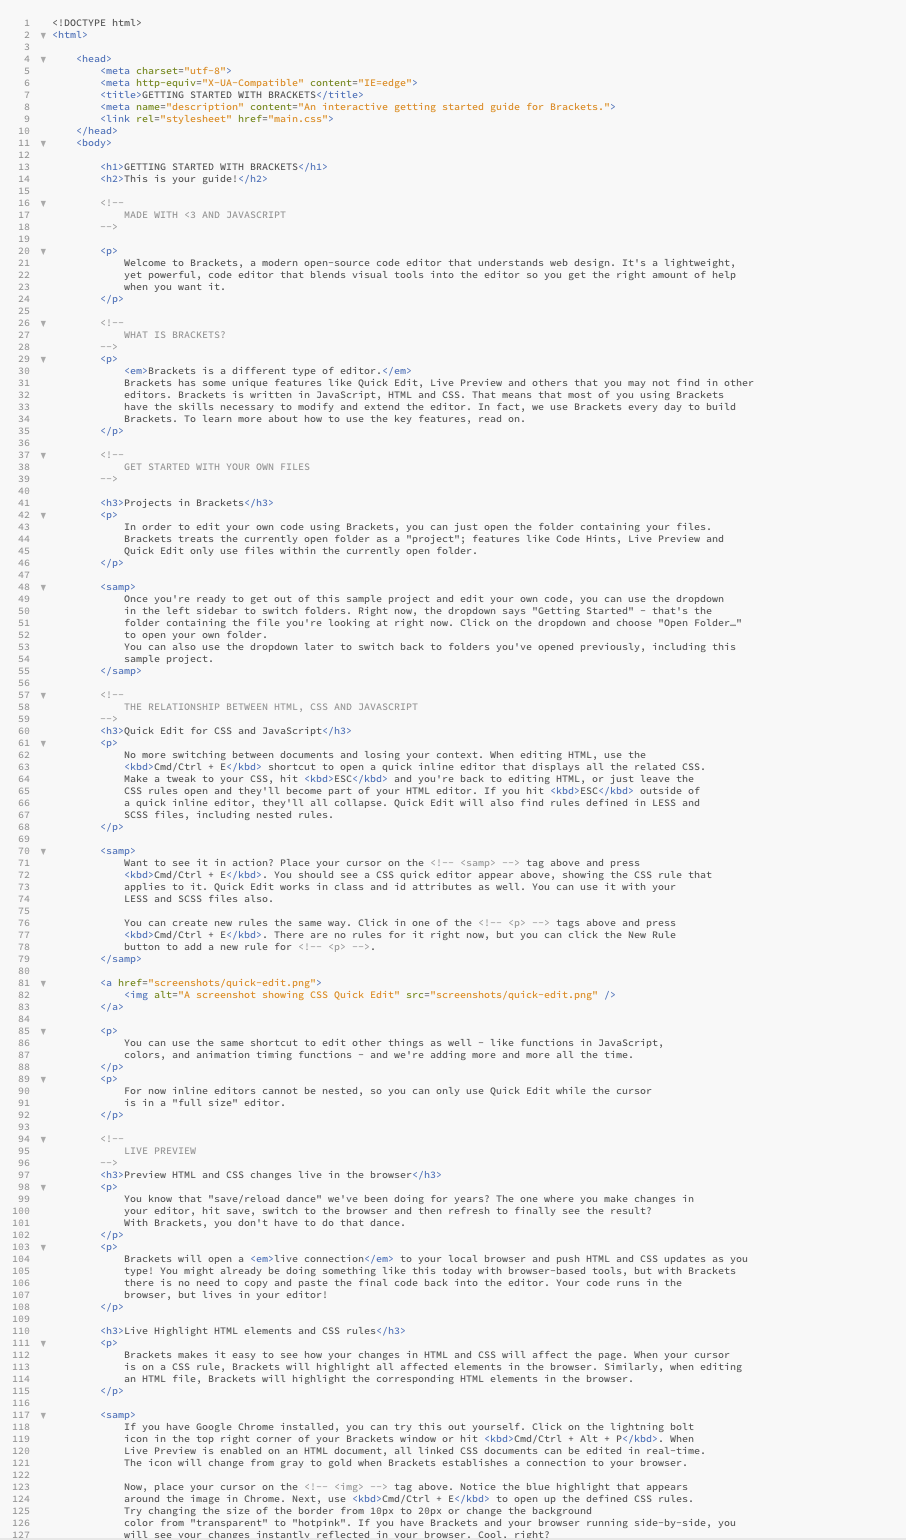 1 <!DOCTYPE html>
2 ▼ <html>
3
4 ▼ <head>
5 <meta charset="utf-8">
6 <meta http-equiv="X-UA-Compatible" content="IE=edge">
7 <title>GETTING STARTED WITH BRACKETS</title>
8 <meta name="description" content="An interactive getting started guide for Brackets.">
9 <link rel="stylesheet" href="main.css">
10 </head>
11 ▼ <body>
12
13 <h1>GETTING STARTED WITH BRACKETS</h1>
14 <h2>This is your guide!</h2>
15
16 ▼ <!--
17 MADE WITH <3 AND JAVASCRIPT
18 -->
19
20 ▼ <p>
21 Welcome to Brackets, a modern open-source code editor that understands web design. It's a lightweight,
22 yet powerful, code editor that blends visual tools into the editor so you get the right amount of help
23 when you want it.
24 </p>
25
26 ▼ <!--
27 WHAT IS BRACKETS?
28 -->
29 ▼ <p>
30 <em>Brackets is a different type of editor.</em>
31 Brackets has some unique features like Quick Edit, Live Preview and others that you may not find in other
32 editors. Brackets is written in JavaScript, HTML and CSS. That means that most of you using Brackets
33 have the skills necessary to modify and extend the editor. In fact, we use Brackets every day to build
34 Brackets. To learn more about how to use the key features, read on.
35 </p>
36
37 ▼ <!--
38 GET STARTED WITH YOUR OWN FILES
39 -->
40
41 <h3>Projects in Brackets</h3>
42 ▼ <p>
43 In order to edit your own code using Brackets, you can just open the folder containing your files.
44 Brackets treats the currently open folder as a "project"; features like Code Hints, Live Preview and
45 Quick Edit only use files within the currently open folder.
46 </p>
47
48 ▼ <samp>
49 Once you're ready to get out of this sample project and edit your own code, you can use the dropdown
50 in the left sidebar to switch folders. Right now, the dropdown says "Getting Started" - that's the
51 folder containing the file you're looking at right now. Click on the dropdown and choose "Open Folder…"
52 to open your own folder.
53 You can also use the dropdown later to switch back to folders you've opened previously, including this
54 sample project.
55 </samp>
56
57 ▼ <!--
58 THE RELATIONSHIP BETWEEN HTML, CSS AND JAVASCRIPT
59 -->
60 <h3>Quick Edit for CSS and JavaScript</h3>
61 ▼ <p>
62 No more switching between documents and losing your context. When editing HTML, use the
63 <kbd>Cmd/Ctrl + E</kbd> shortcut to open a quick inline editor that displays all the related CSS.
64 Make a tweak to your CSS, hit <kbd>ESC</kbd> and you're back to editing HTML, or just leave the
65 CSS rules open and they'll become part of your HTML editor. If you hit <kbd>ESC</kbd> outside of
66 a quick inline editor, they'll all collapse. Quick Edit will also find rules defined in LESS and
67 SCSS files, including nested rules.
68 </p>
69
70 ▼ <samp>
71 Want to see it in action? Place your cursor on the <!-- <samp> --> tag above and press
72 <kbd>Cmd/Ctrl + E</kbd>. You should see a CSS quick editor appear above, showing the CSS rule that
73 applies to it. Quick Edit works in class and id attributes as well. You can use it with your
74 LESS and SCSS files also.
75
76 You can create new rules the same way. Click in one of the <!-- <p> --> tags above and press
77 <kbd>Cmd/Ctrl + E</kbd>. There are no rules for it right now, but you can click the New Rule
78 button to add a new rule for <!-- <p> -->.
79 </samp>
80
81 ▼ <a href="screenshots/quick-edit.png">
82 <img alt="A screenshot showing CSS Quick Edit" src="screenshots/quick-edit.png" />
83 </a>
84
85 ▼ <p>
86 You can use the same shortcut to edit other things as well - like functions in JavaScript,
87 colors, and animation timing functions - and we're adding more and more all the time.
88 </p>
89 ▼ <p>
90 For now inline editors cannot be nested, so you can only use Quick Edit while the cursor
91 is in a "full size" editor.
92 </p>
93
94 ▼ <!--
95 LIVE PREVIEW
96 -->
97 <h3>Preview HTML and CSS changes live in the browser</h3>
98 ▼ <p>
99 You know that "save/reload dance" we've been doing for years? The one where you make changes in
100 your editor, hit save, switch to the browser and then refresh to finally see the result?
101 With Brackets, you don't have to do that dance.
102 </p>
103 ▼ <p>
104 Brackets will open a <em>live connection</em> to your local browser and push HTML and CSS updates as you
105 type! You might already be doing something like this today with browser-based tools, but with Brackets
106 there is no need to copy and paste the final code back into the editor. Your code runs in the
107 browser, but lives in your editor!
108 </p>
109
110 <h3>Live Highlight HTML elements and CSS rules</h3>
111 ▼ <p>
112 Brackets makes it easy to see how your changes in HTML and CSS will affect the page. When your cursor
113 is on a CSS rule, Brackets will highlight all affected elements in the browser. Similarly, when editing
114 an HTML file, Brackets will highlight the corresponding HTML elements in the browser.
115 </p>
116
117 ▼ <samp>
118 If you have Google Chrome installed, you can try this out yourself. Click on the lightning bolt
119 icon in the top right corner of your Brackets window or hit <kbd>Cmd/Ctrl + Alt + P</kbd>. When
120 Live Preview is enabled on an HTML document, all linked CSS documents can be edited in real-time.
121 The icon will change from gray to gold when Brackets establishes a connection to your browser.
122
123 Now, place your cursor on the <!-- <img> --> tag above. Notice the blue highlight that appears
124 around the image in Chrome. Next, use <kbd>Cmd/Ctrl + E</kbd> to open up the defined CSS rules.
125 Try changing the size of the border from 10px to 20px or change the background
126 color from "transparent" to "hotpink". If you have Brackets and your browser running side-by-side, you
127 will see your changes instantly reflected in your browser. Cool, right?